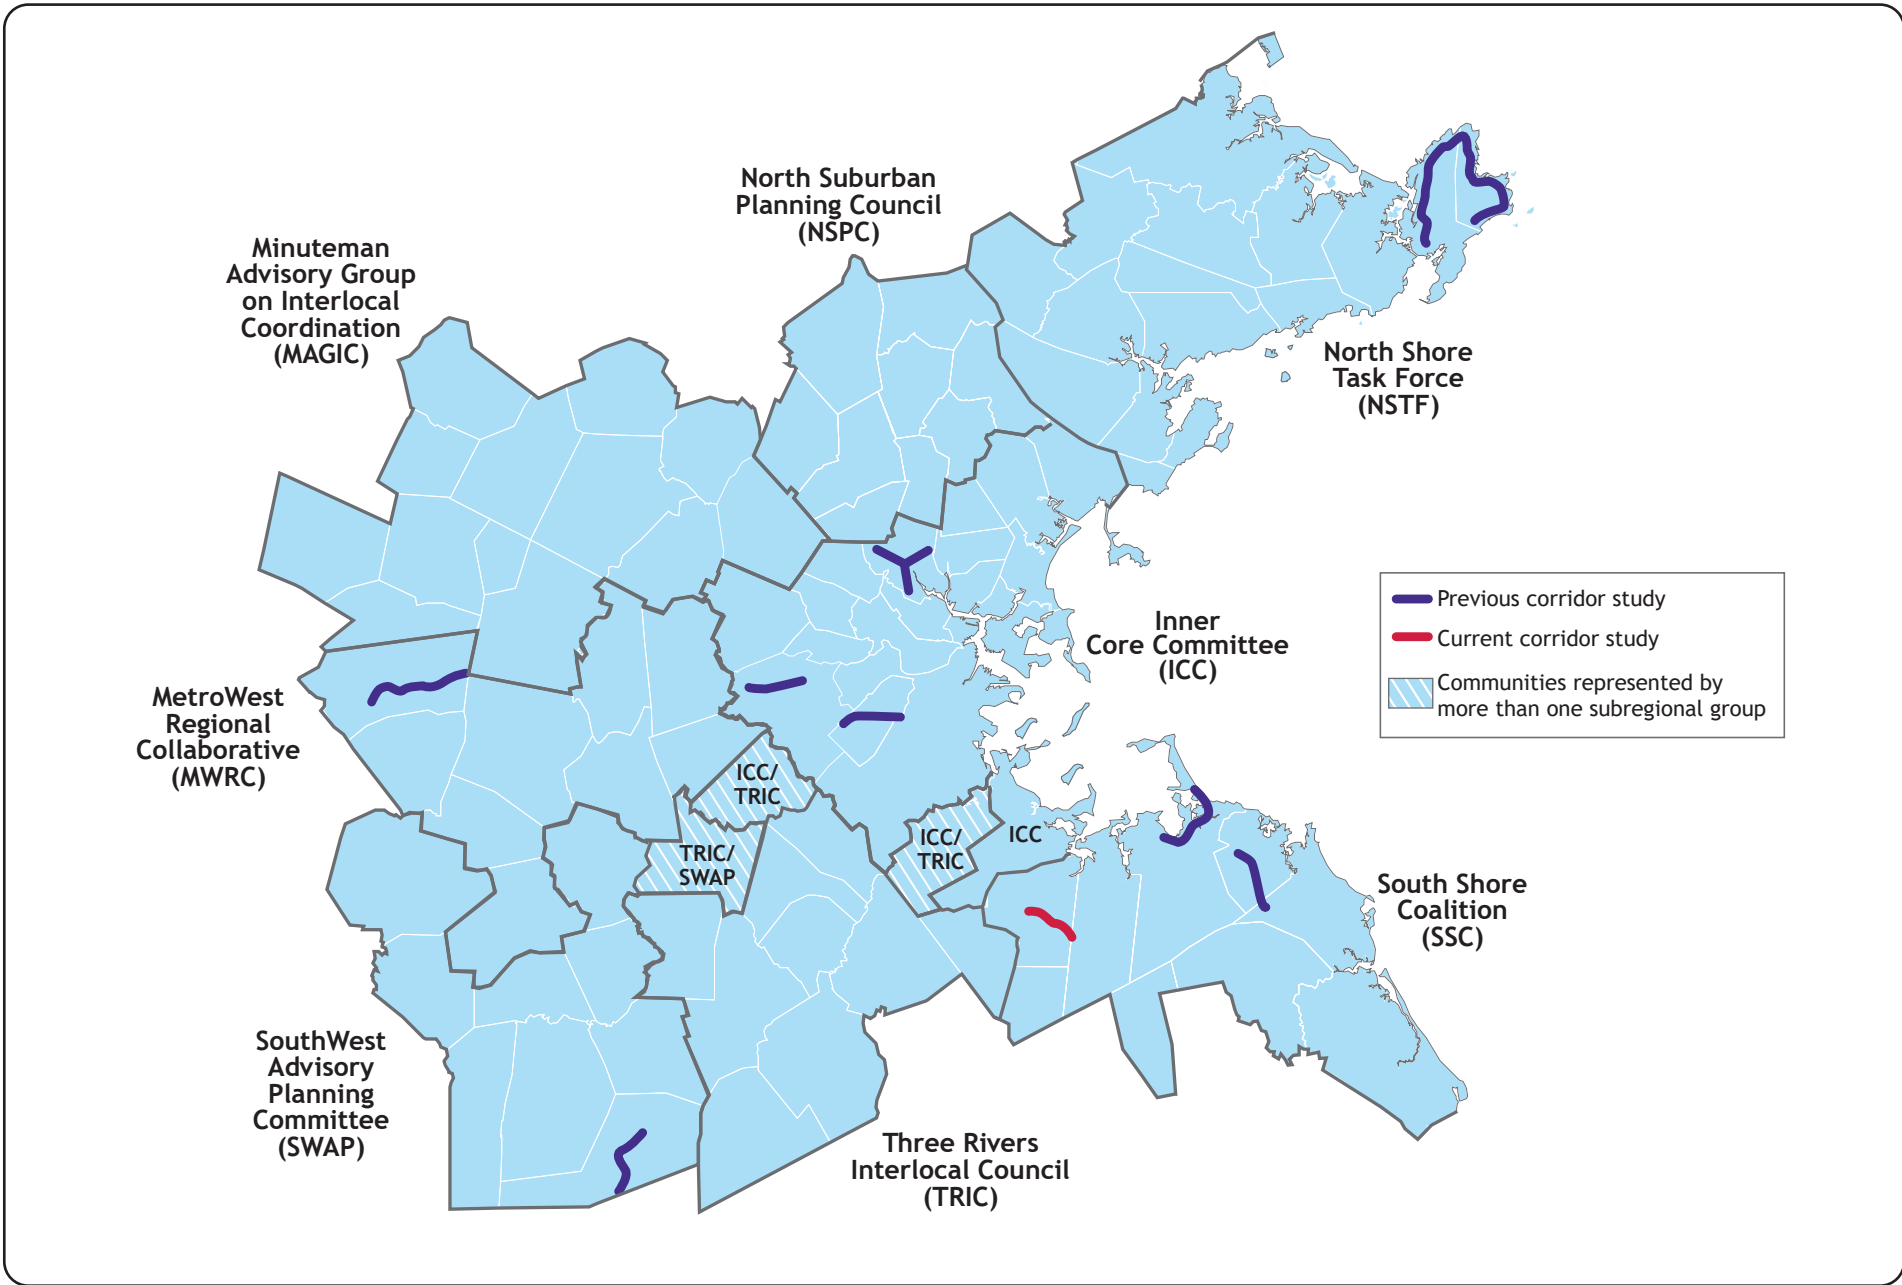 North Suburban
Planning Council
(NSPC)
Minuteman
Advisory Group
on Interlocal
Coordination
(MAGIC)
North Shore
Task Force
(NSTF)
Previous corridor study
Current corridor study
Communities represented by
more than one subregional group
Inner
Core Committee
(ICC)
MetroWest
Regional
Collaborative
(MWRC)
ICC/
TRIC
ICC/
TRIC
ICC
TRIC/
SWAP
South Shore
Coalition
(SSC)
SouthWest
Advisory
Planning
Committee
(SWAP)
Three Rivers
Interlocal Council
(TRIC)